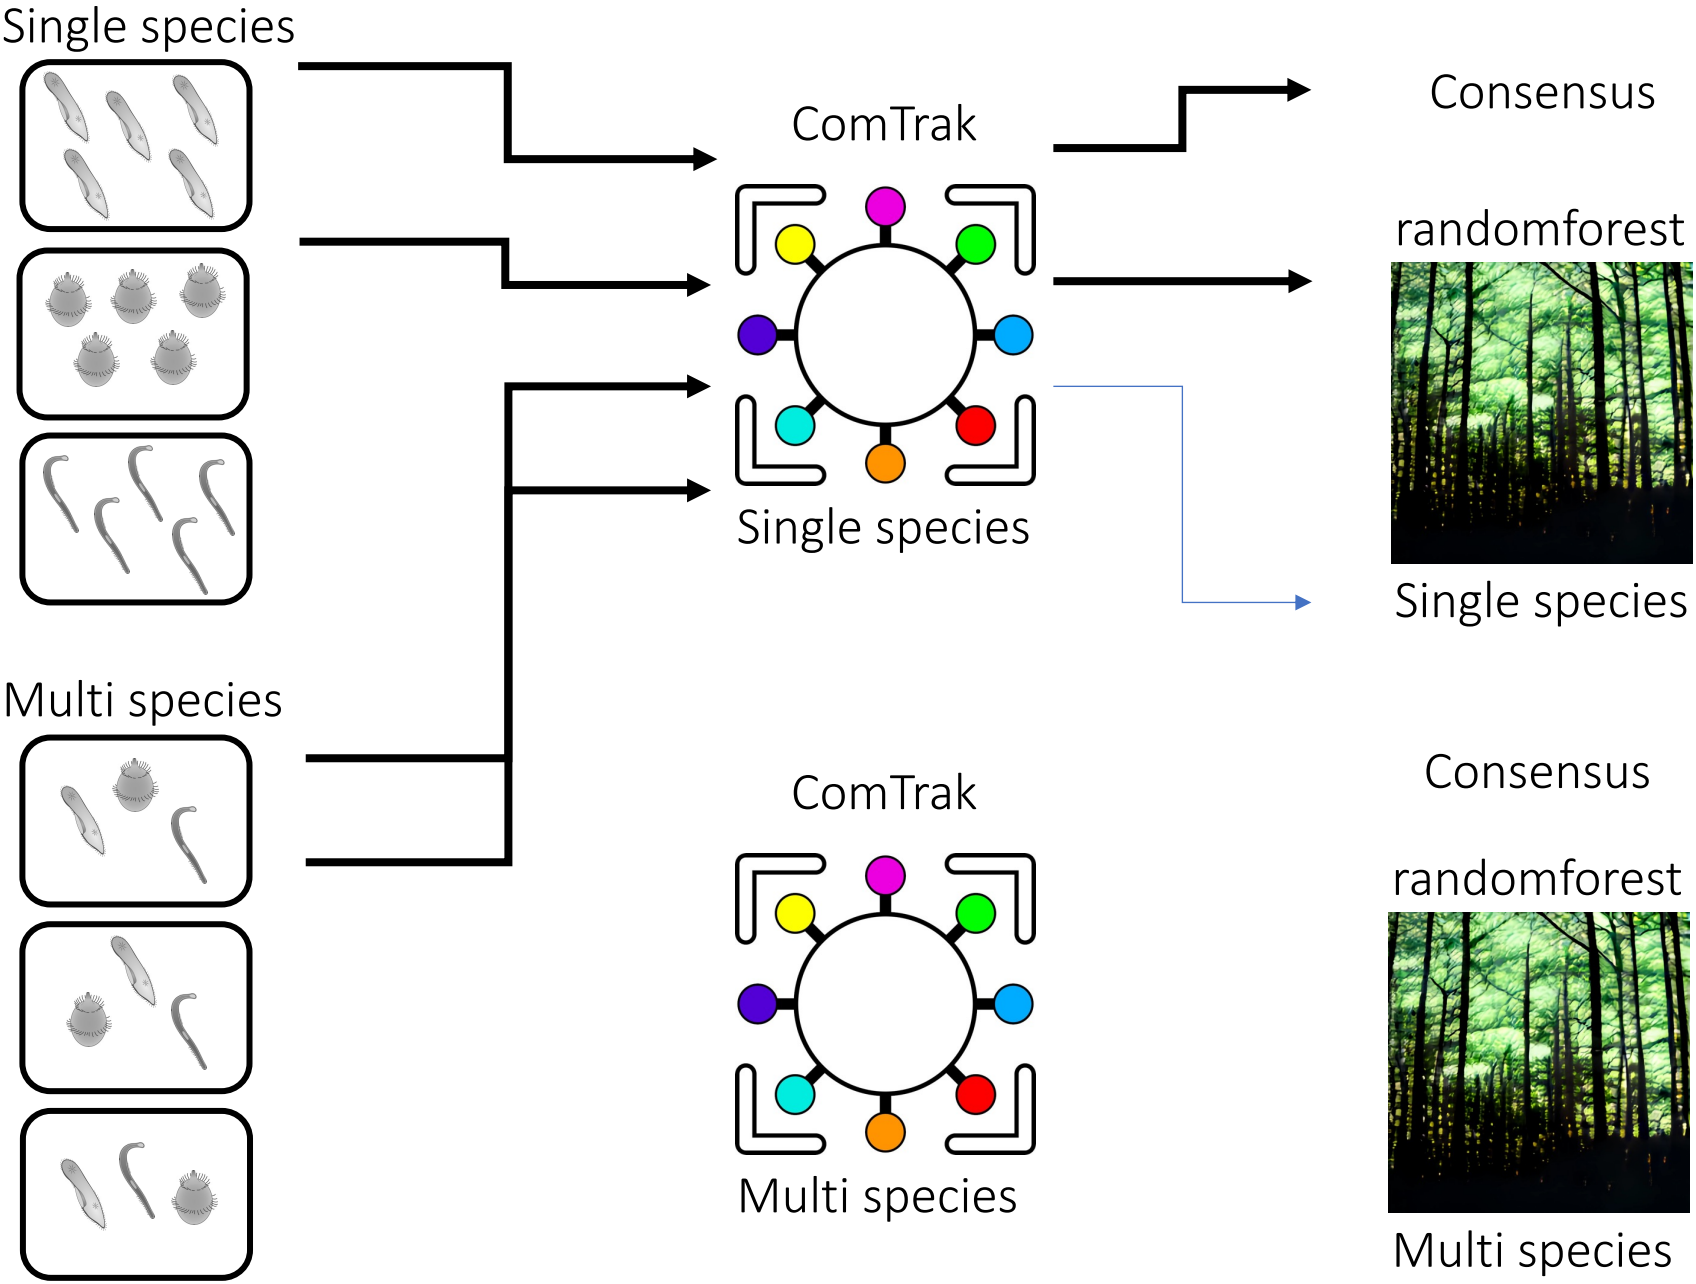 Single species
ComTrak
Consensus
randomforest
Single species
Single species
Multi species
ComTrak
Consensus
randomforest
Multi species
Multi species